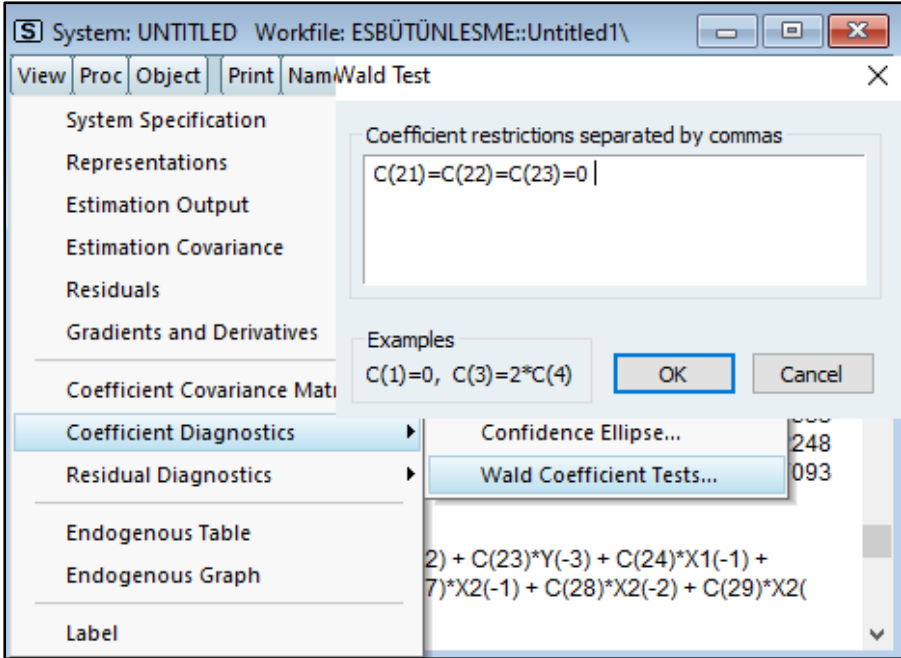 System: UNTITLED Workfile: ESBÜTÜNLESME::Untitled1\
View Proc Object Print Nam
Wald Test
System Specification
Representations
Estimation Output
Estimation Covariance
Residuals
Gradients and Derivatives
Coefficient Covariance Matr
Coefficient Diagnostics
Residual Diagnostics
Endogenous Table
Endogenous Graph
Label
Coefficient restrictions separated by commas
C(21)=C(22)=C(23)=0
Examples
C(1)=0, C(3)=2*C(4)
OK
Cancel
Confidence Ellipse...
Wald Coefficient Tests...
248
093
2) + C(23)*Y(-3) + C(24)*X1(-1) +
7)*X2(-1) + C(28)*X2(-2) + C(29)*X2(